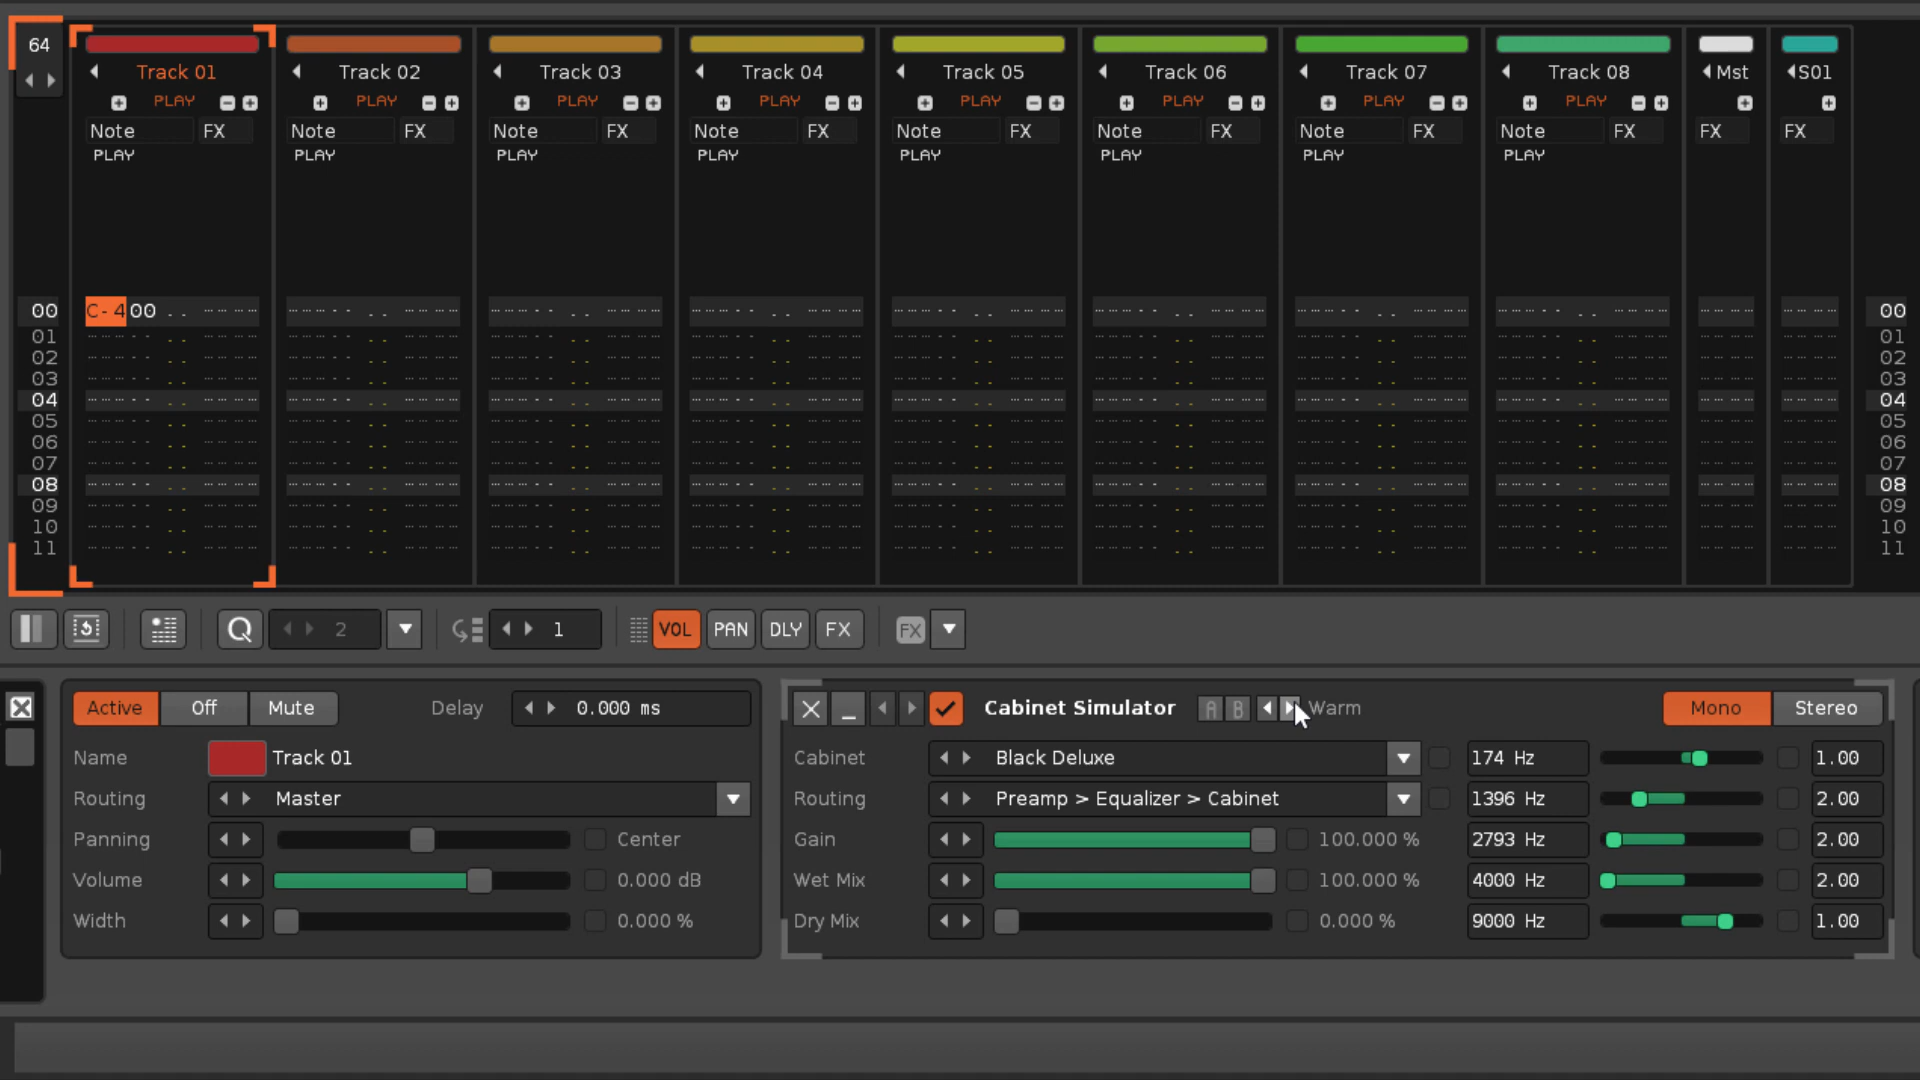 64
Track 01 Track 02 Track 03 Track 04 Track 05 Track 06 Track 07 Track 08 Mst S01
PLAY PLAY PLAY PLAY PLAY PLAY PLAY PLAY
Note FX Note FX Note FX Note FX Note FX Note FX Note FX Note FX FX FX
PLAY PLAY PLAY PLAY PLAY PLAY PLAY PLAY
00 C-400 00
01 01
02 02
03 03
04 04
05 05
06 06
07 07
08 08
09 09
10 10
11 11
Q 2 1 VOL PAN DLY FX FX
Active Off Mute Delay 0.000 ms
Name Track 01
Routing Master
Panning Center
Volume 0.000 dB
Width 0.000 %
Cabinet Simulator A B Warm Mono Stereo
Cabinet Black Deluxe 174 Hz 1.00
Routing Preamp > Equalizer > Cabinet 1396 Hz 2.00
Gain 100.000 % 2793 Hz 2.00
Wet Mix 100.000 % 4000 Hz 2.00
Dry Mix 0.000 % 9000 Hz 1.00